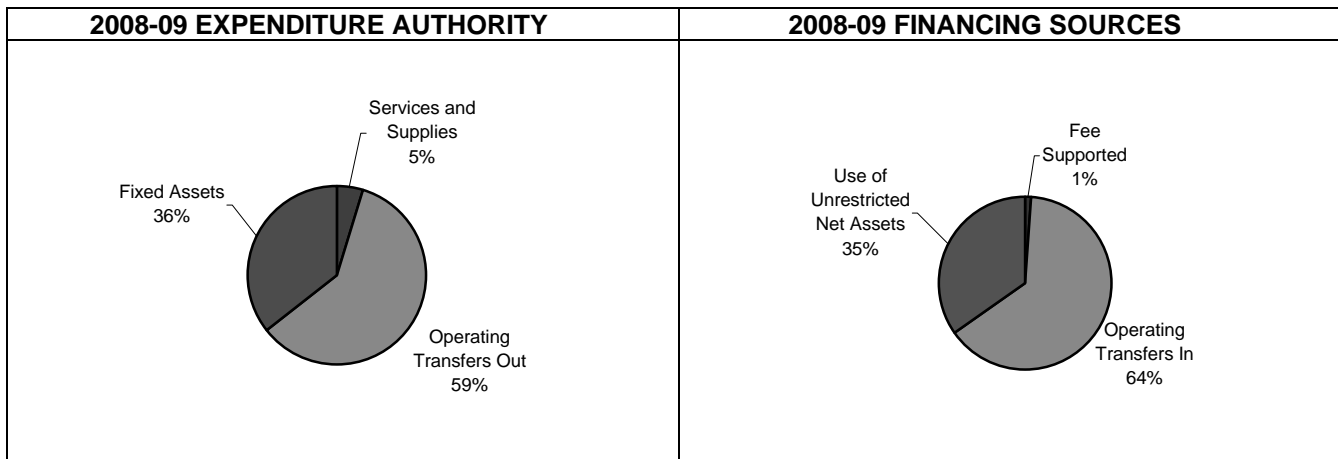 2008-09 EXPENDITURE AUTHORITY
Services and
Supplies
5%
Fixed Assets
36%
Operating
Transfers Out
59%
2008-09 FINANCING SOURCES
Fee
Supported
1%
Use of
Unrestricted
Net Assets
35%
Operating
Transfers In
64%